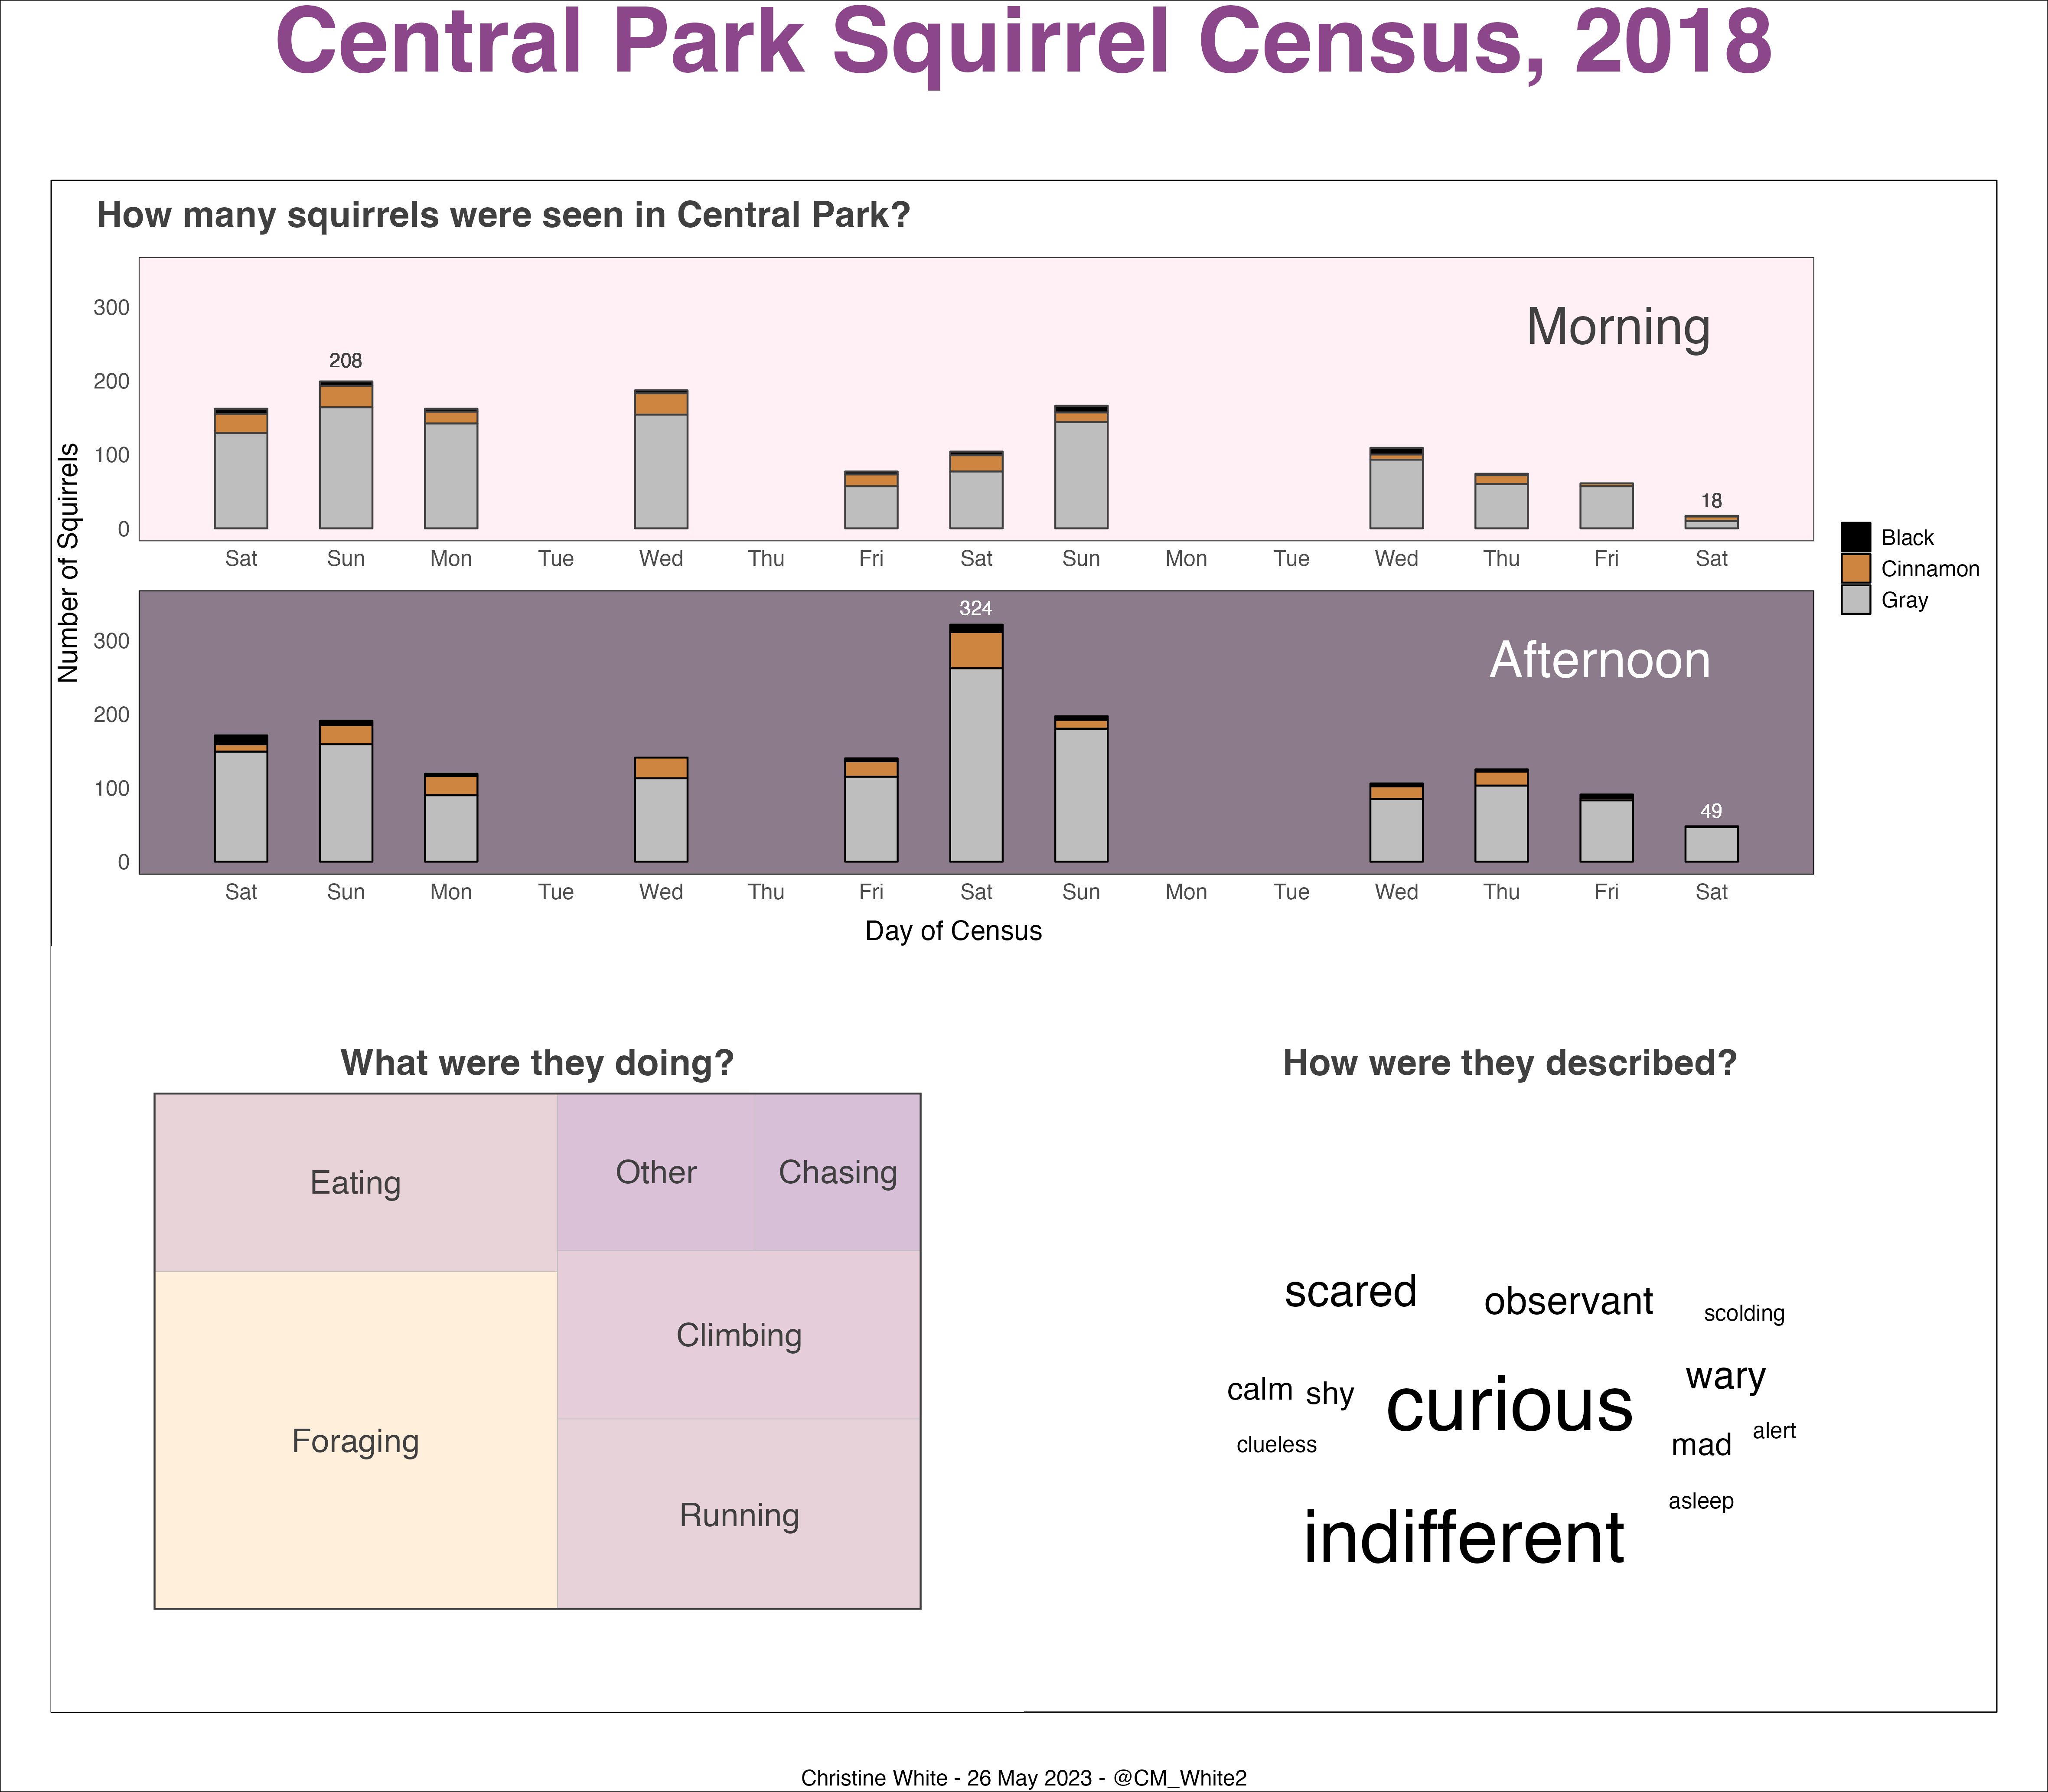 Central Park Squirrel Census, 2018
How many squirrels were seen in Central Park?
Number of Squirrels
300
200
100
0
Morning
208
18
Sat Sun Mon Tue Wed Thu Fri Sat Sun Mon Tue Wed Thu Fri Sat
Black
Cinnamon
Gray
300
200
100
0
Afternoon
324
49
Sat Sun Mon Tue Wed Thu Fri Sat Sun Mon Tue Wed Thu Fri Sat
Day of Census
What were they doing?
Eating
Other
Chasing
Climbing
Foraging
Running
How were they described?
scared
observant
scolding
calm
shy
curious
wary
clueless
mad
alert
asleep
indifferent
Christine White - 26 May 2023 - @CM_White2